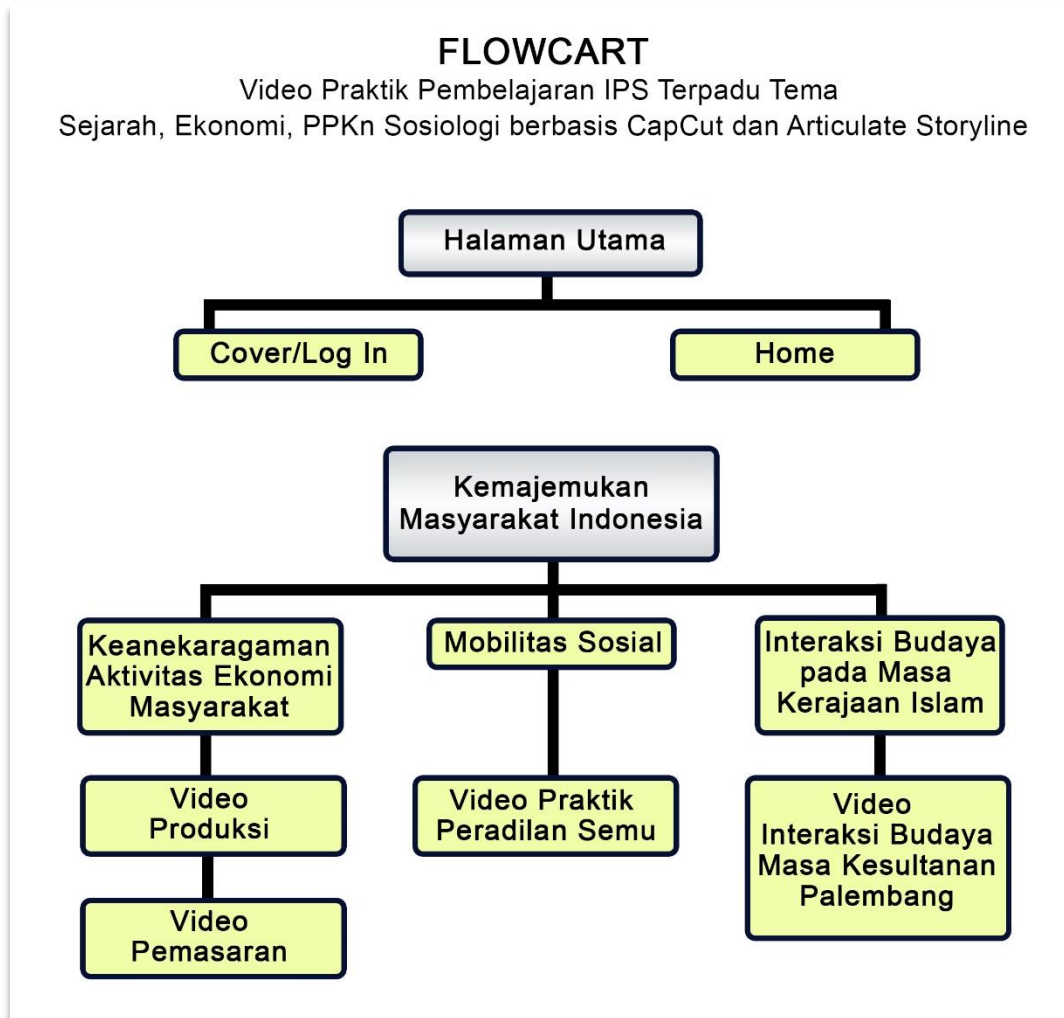 FLOWCART
Video Praktik Pembelajaran IPS Terpadu Tema
Sejarah, Ekonomi, PPKn Sosiologi berbasis CapCut dan Articulate Storyline
Halaman Utama
Cover/Log In
Home
Kemajemukan
Masyarakat Indonesia
Keanekaragaman
Aktivitas Ekonomi
Masyarakat
Mobilitas Sosial
Interaksi Budaya
pada Masa
Kerajaan Islam
Video
Produksi
Video Praktik
Peradilan Semu
Video
Interaksi Budaya
Masa Kesultanan
Palembang
Video
Pemasaran